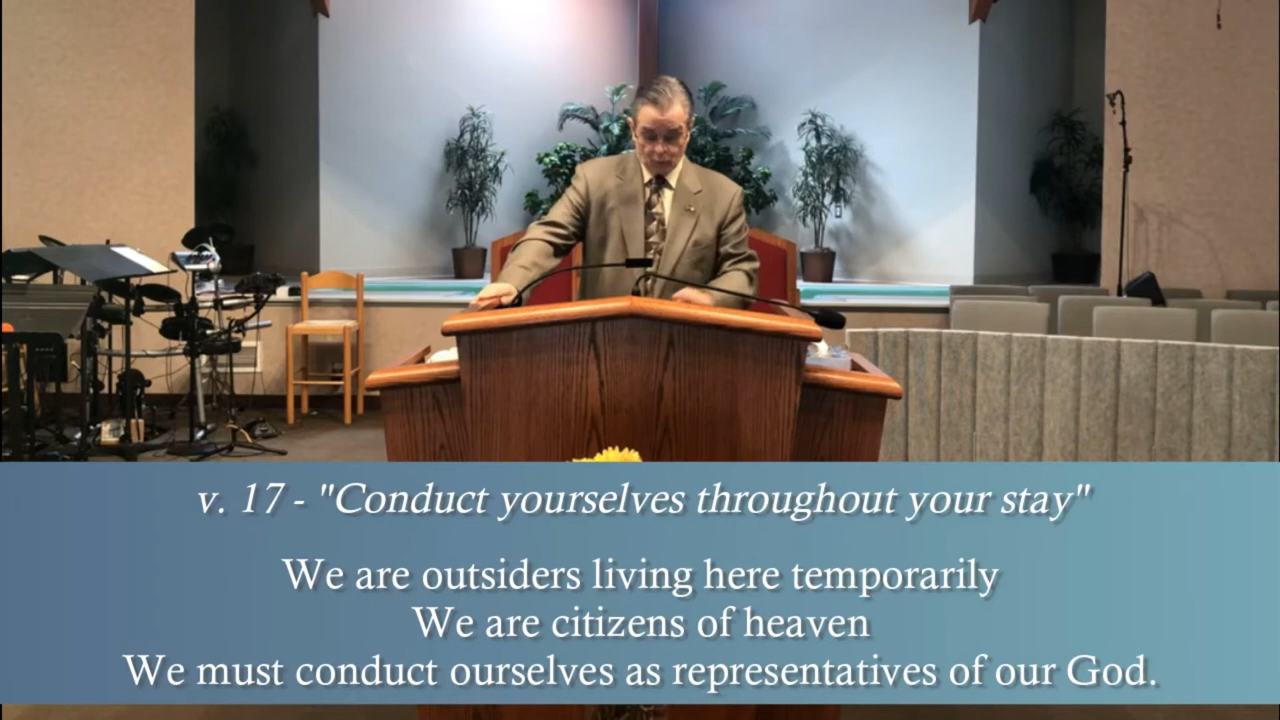 v. 17 - "Conduct yourselves throughout your stay"
We are outsiders living here temporarily
We are citizens of heaven
We must conduct ourselves as representatives of our God.